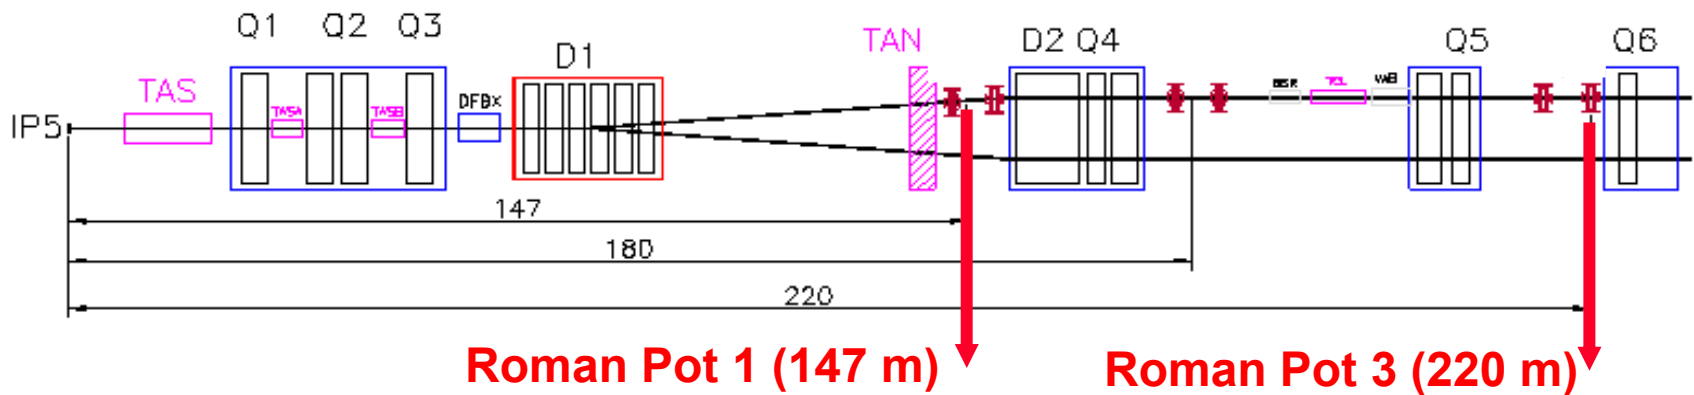 Q1 Q2 Q3
D1
TAN
D2 Q4
Q5
Q6
TAS
TASA
TASB
DFBX
IP5
147
180
220
Roman Pot 1 (147 m)
Roman Pot 3 (220 m)